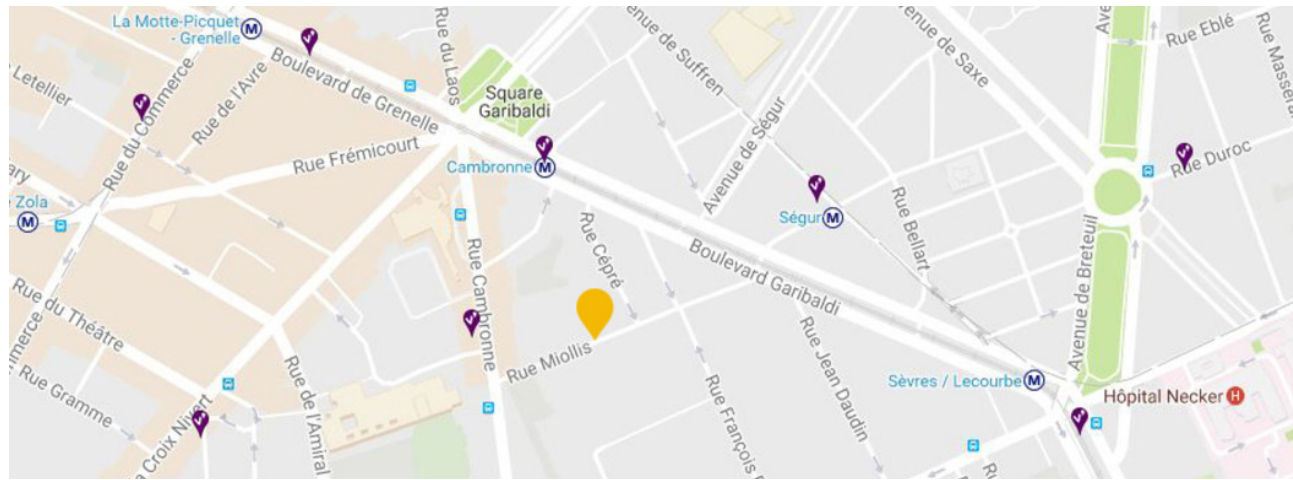 La Motte-Picquet
- Grenelle
Boulevard de Grenelle
Rue du Laos
Square
Garibaldi
Avenue de Suffren
Avenue de Saxe
Rue Eblé
Letellier
Rue du Commerce
Rue de l'Avre
Rue Frémicourt
Cambronne
Avenue de Ségur
Rue Duroc
Zola
Ségur
Rue Bellart
Rue Cépré
Rue Cambronne
Boulevard Garibaldi
Avenue de Breteuil
Rue du Théâtre
Rue Miollis
Rue Jean Daudin
Sèvres / Lecourbe
Hôpital Necker
H
Rue Gramme
Croix Nivert
Rue de l'Amiral
Rue François
M
M
M
M
M